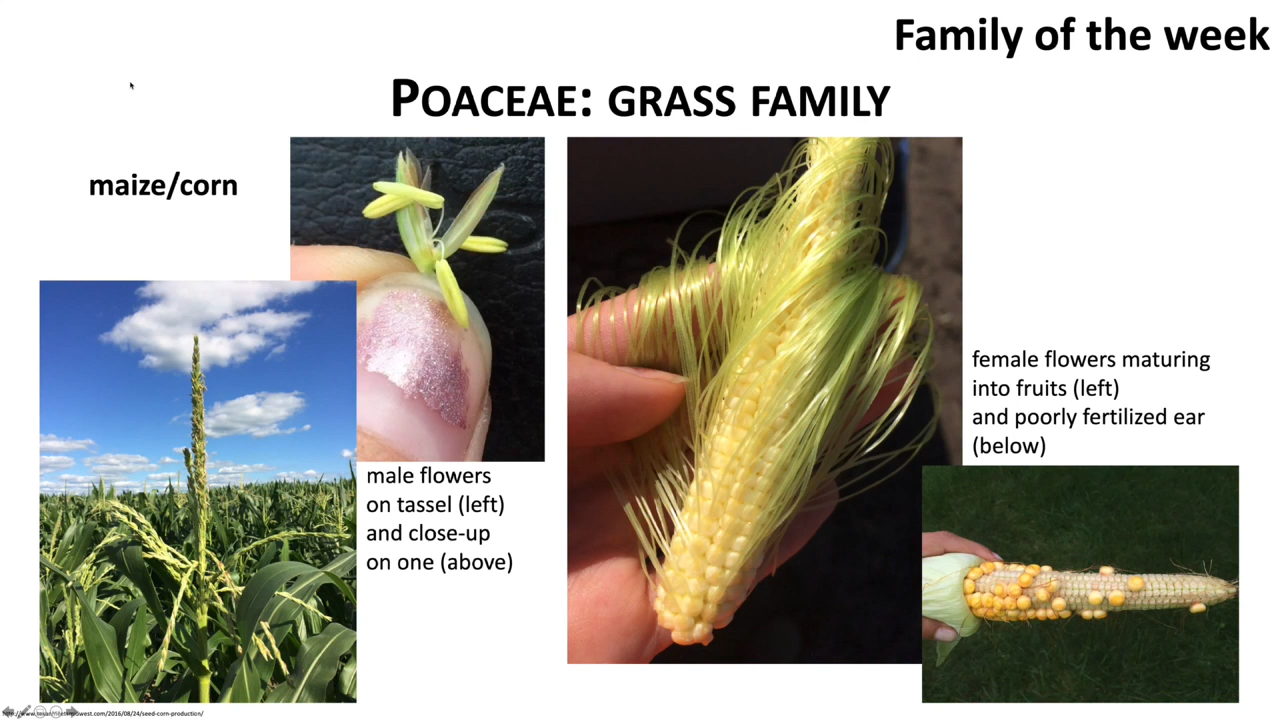 Family of the week
POACEAE: GRASS FAMILY
maize/corn
male flowers
on tassel (left)
and close-up
on one (above)
female flowers maturing
into fruits (left)
and poorly fertilized ear
(below)